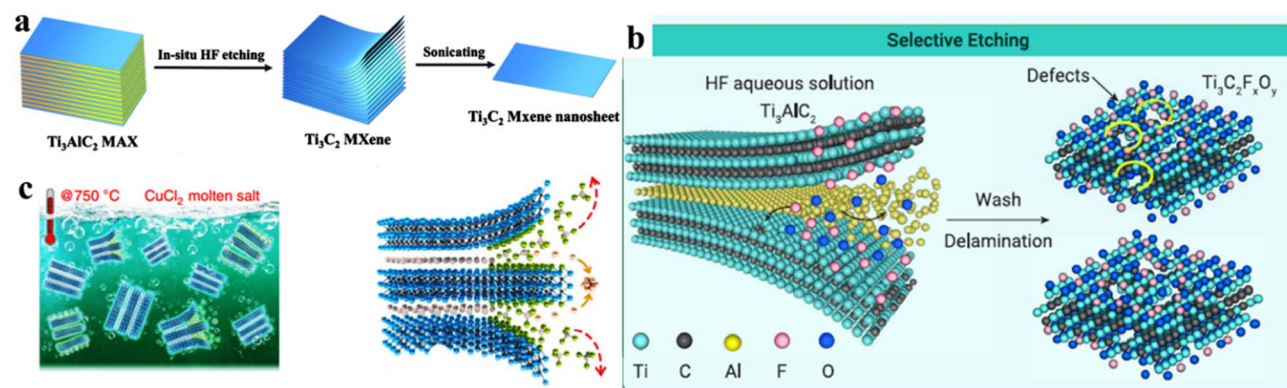 a
In-situ HF etching
Sonicating
Ti₃AlC₂ MAX
Ti₃C₂ MXene
Ti₃C₂ Mxene nanosheet
b
Selective Etching
HF aqueous solution
Ti₃AlC₂
Defects
Ti₃C₂FₓOᵧ
Wash
Delamination
Ti C Al F O
c
@750 °C CuCl₂ molten salt